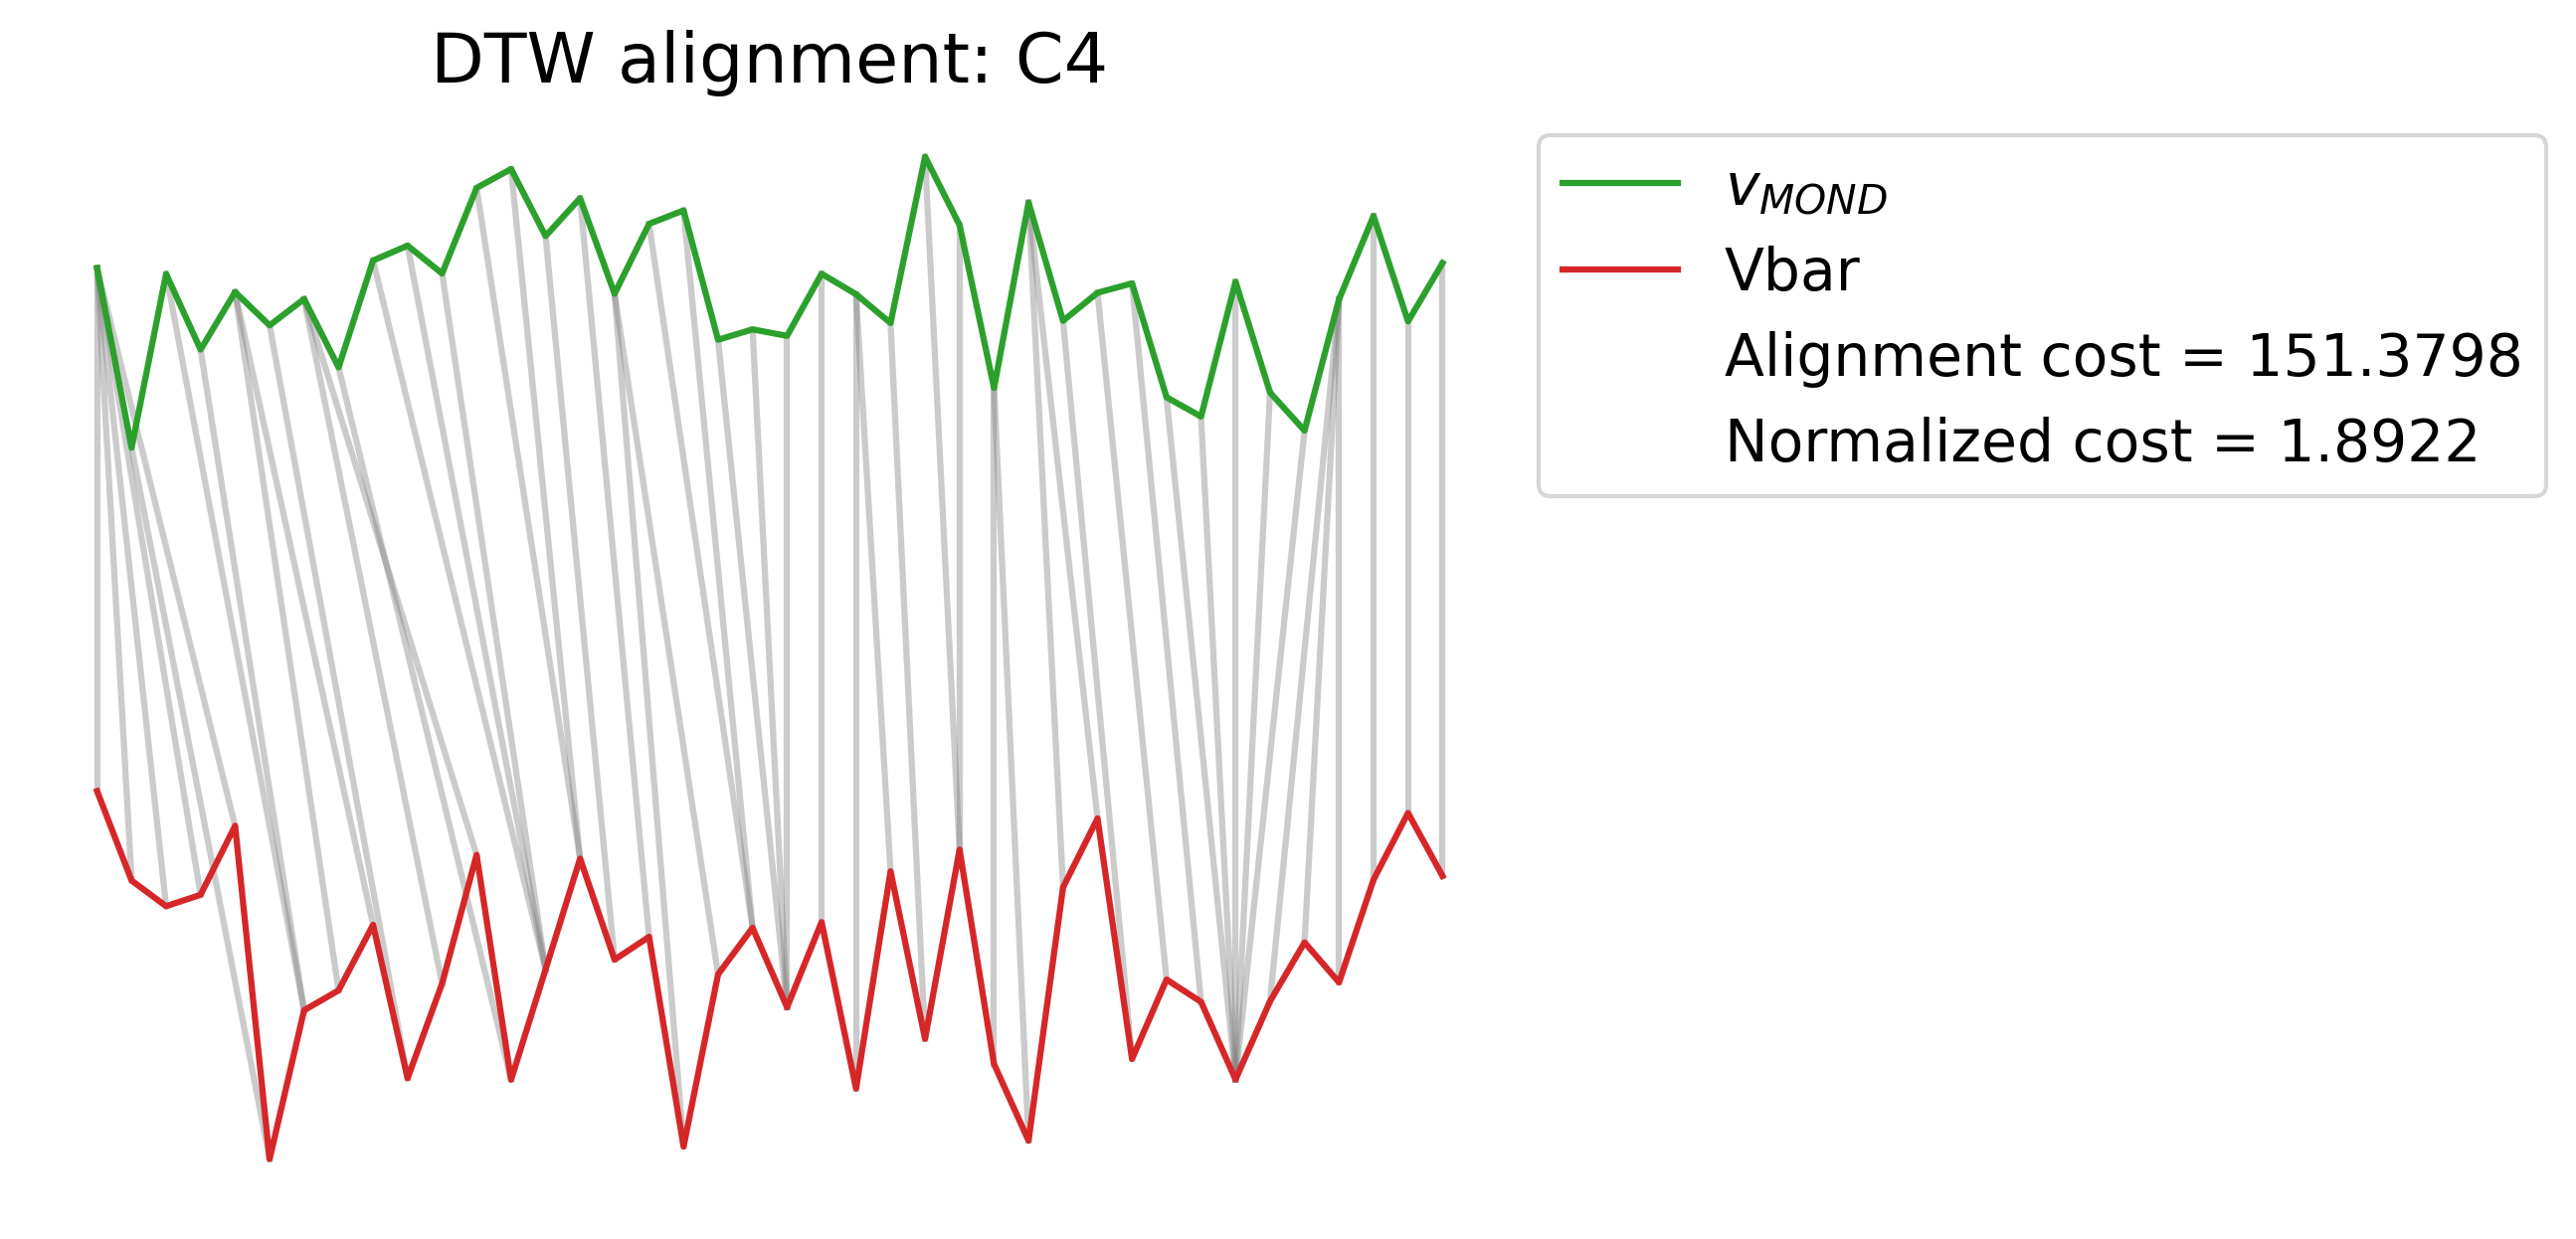 DTW alignment: C4
v_MOND
Vbar
Alignment cost = 151.3798
Normalized cost = 1.8922